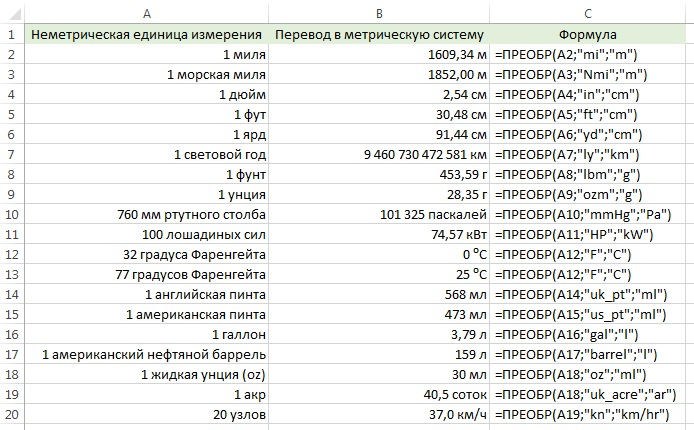 A B C
1 Неметрическая единица измерения Перевод в метрическую систему Формула
2 1 миля 1609,34 м =ПРЕОБР(A2;"mi";"m")
3 1 морская миля 1852,00 м =ПРЕОБР(A3;"Nmi";"m")
4 1 дюйм 2,54 см =ПРЕОБР(A4;"in";"cm")
5 1 фут 30,48 см =ПРЕОБР(A5;"ft";"cm")
6 1 ярд 91,44 см =ПРЕОБР(A6;"yd";"cm")
7 1 световой год 9 460 730 472 581 км =ПРЕОБР(A7;"ly";"km")
8 1 фунт 453,59 г =ПРЕОБР(A8;"lbm";"g")
9 1 унция 28,35 г =ПРЕОБР(A9;"ozm";"g")
10 760 мм ртутного столба 101 325 паскалей =ПРЕОБР(A10;"mmHg";"Pa")
11 100 лошадиных сил 74,57 кВт =ПРЕОБР(A11;"HP";"kW")
12 32 градуса Фаренгейта 0 ⁰C =ПРЕОБР(A12;"F";"C")
13 77 градусов Фаренгейта 25 ⁰C =ПРЕОБР(A12;"F";"C")
14 1 английская пинта 568 мл =ПРЕОБР(A14;"uk_pt";"ml")
15 1 американская пинта 473 мл =ПРЕОБР(A15;"us_pt";"ml")
16 1 галлон 3,79 л =ПРЕОБР(A16;"gal";"l")
17 1 американский нефтяной баррель 159 л =ПРЕОБР(A17;"barrel";"l")
18 1 жидкая унция (oz) 30 мл =ПРЕОБР(A18;"oz";"ml")
19 1 акр 40,5 соток =ПРЕОБР(A18;"uk_acre";"ar")
20 20 узлов 37,0 км/ч =ПРЕОБР(A19;"kn";"km/hr")